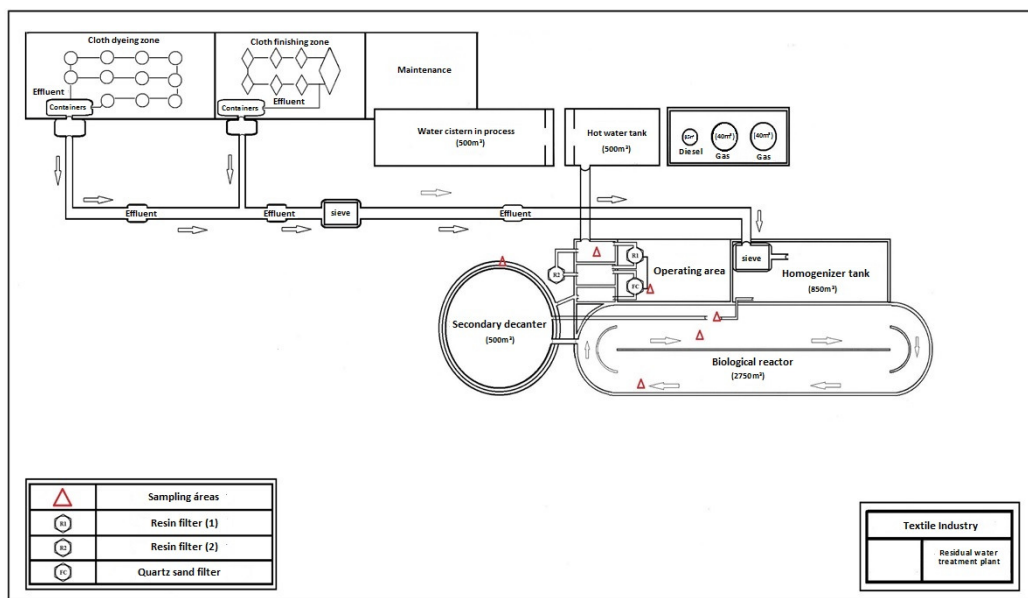 Cloth dyeing zone
Cloth finishing zone
Maintenance
Effluent
Containers
Containers
Effluent
Water cistern in process
(500m³)
Hot water tank
(500m³)
Diesel
(40m³)
Gas
(40m³)
Gas
Effluent
Effluent
sieve
Effluent
sieve
Homogenizer tank
(850m³)
Operating area
R1
R2
FC
Secondary decanter
(500m³)
Biological reactor
(2750m³)
Sampling áreas
R1
Resin filter (1)
R2
Resin filter (2)
FC
Quartz sand filter
Textile Industry
Residual water
treatment plant